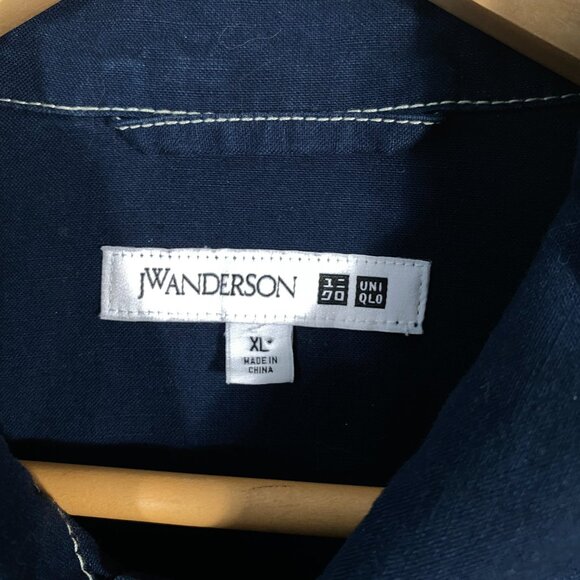 JWANDERSON
ユニ
クロ
UNI
QLO
XL
MADE IN
CHINA